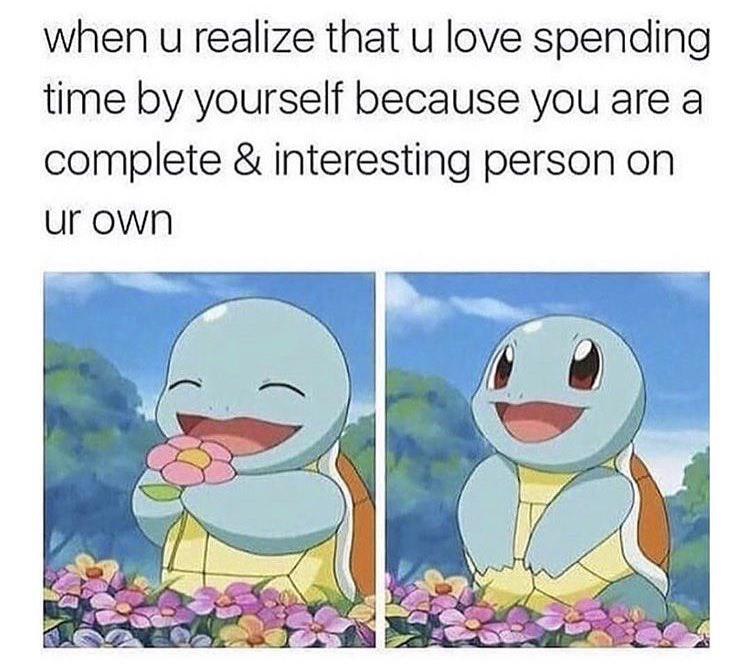 when u realize that u love spending
time by yourself because you are a
complete & interesting person on
ur own